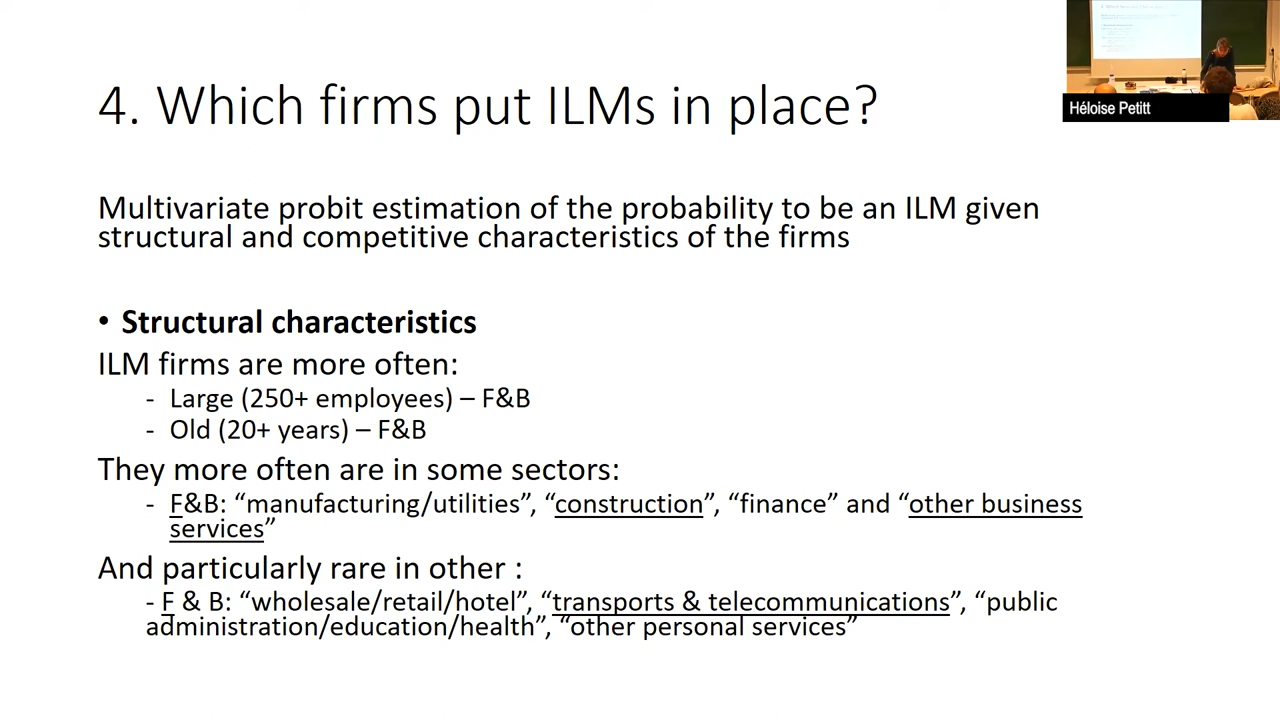 4. Which firms put ILMs in place?
Héloise Petitt
Multivariate probit estimation of the probability to be an ILM given
structural and competitive characteristics of the firms
• Structural characteristics
ILM firms are more often:
- Large (250+ employees) – F&B
- Old (20+ years) – F&B
They more often are in some sectors:
- F&B: “manufacturing/utilities”, “construction”, “finance” and “other business
services”
And particularly rare in other :
- F & B: “wholesale/retail/hotel”, “transports & telecommunications”, “public
administration/education/health”, “other personal services”